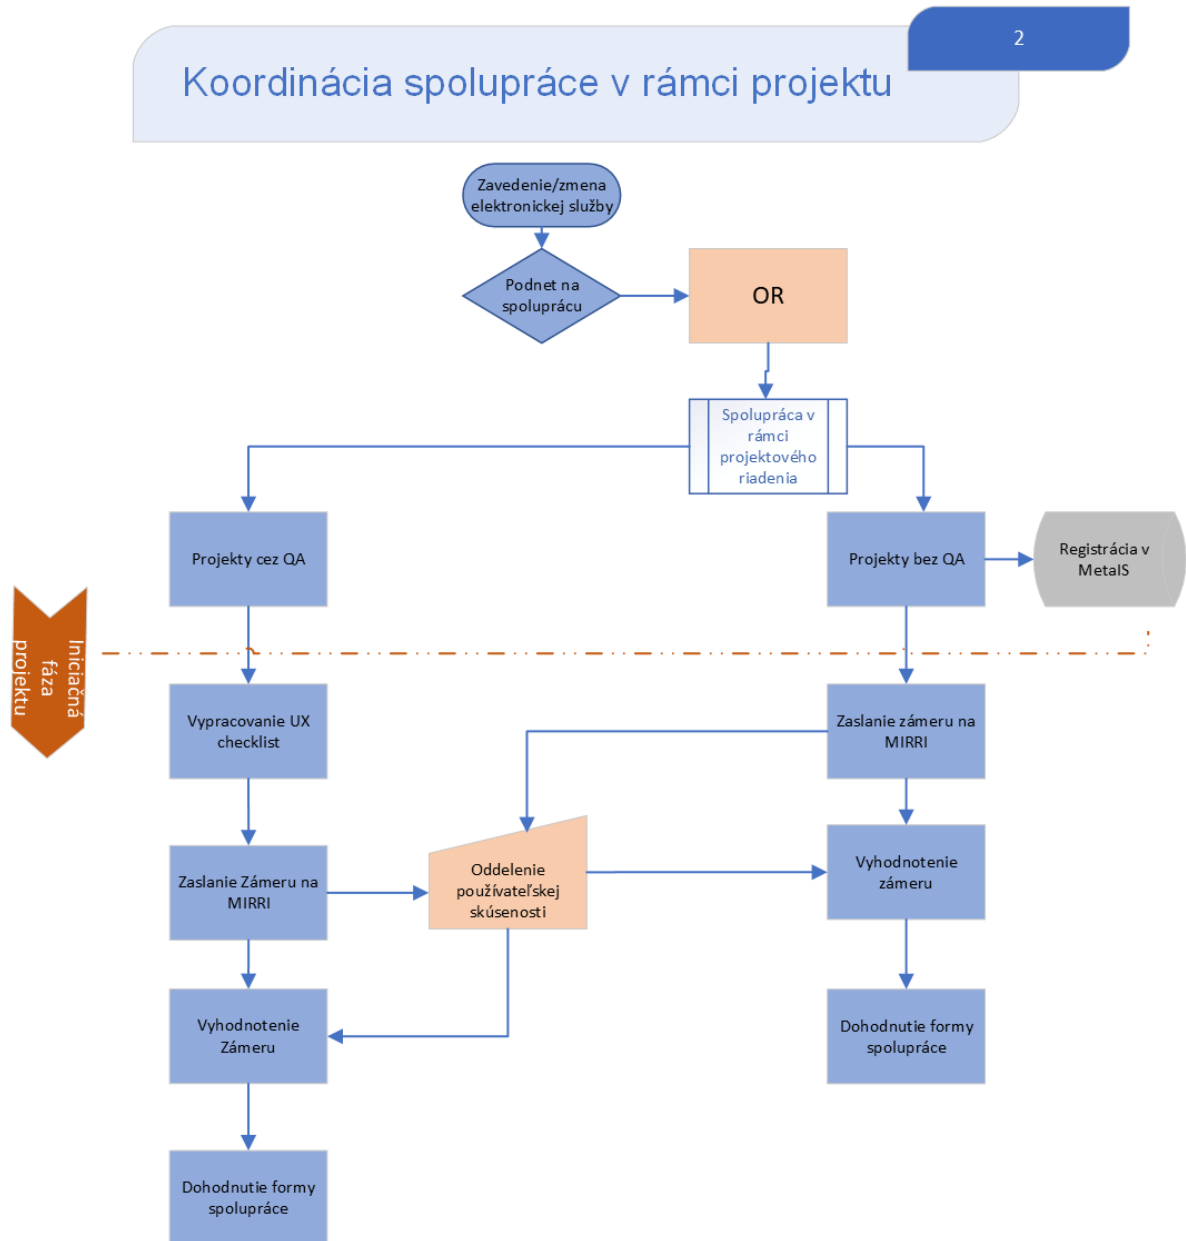 2
Koordinácia spolupráce v rámci projektu
Zavedenie/zmena
elektronickej služby
Podnet na
spoluprácu
OR
Spolupráca v
rámci
projektového
riadenia
Projekty cez QA
Projekty bez QA
Registrácia v
MetaIS
Iniciačná
fáza
projektu
Vypracovanie UX
checklist
Zaslanie zámeru na
MIRRI
Zaslanie Zámeru na
MIRRI
Oddelenie
používateľskej
skúsenosti
Vyhodnotenie
zámeru
Vyhodnotenie
Zámeru
Dohodnutie formy
spolupráce
Dohodnutie formy
spolupráce